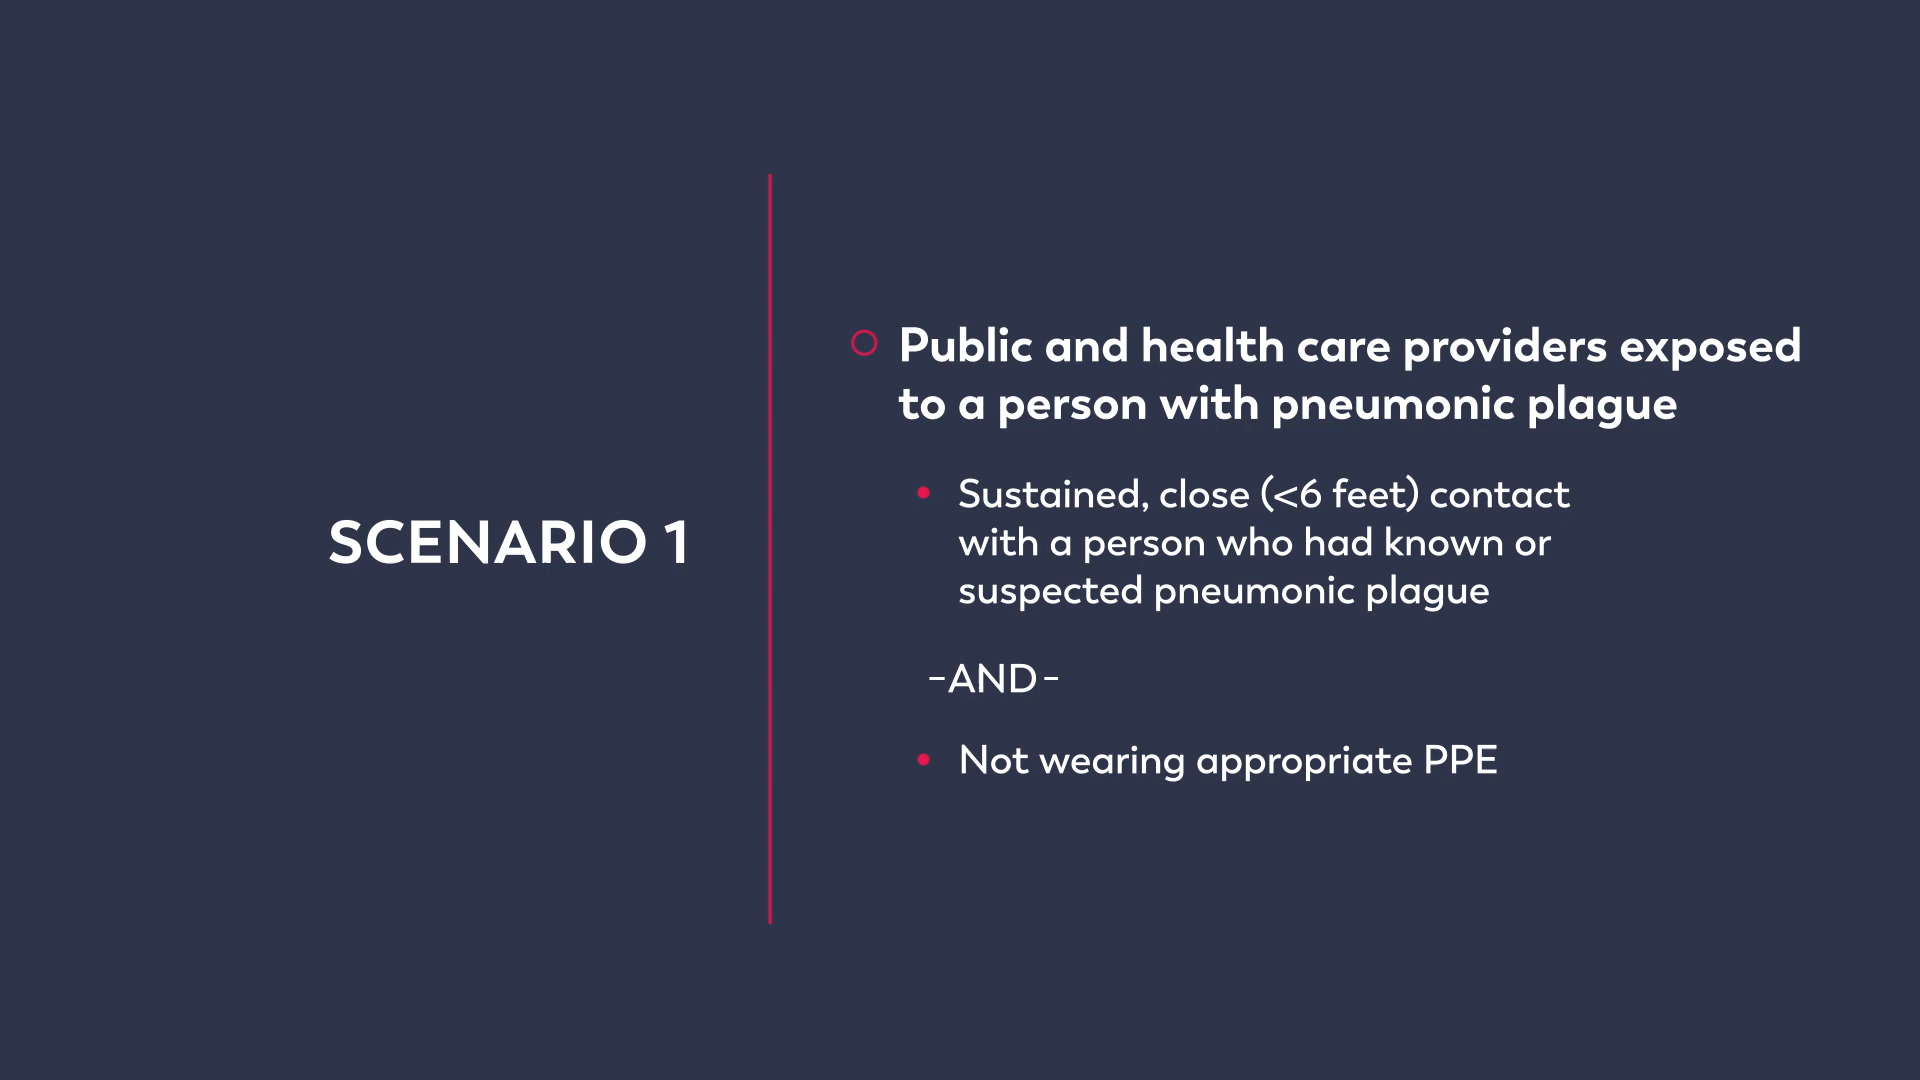 SCENARIO 1
Public and health care providers exposed
to a person with pneumonic plague
Sustained, close (<6 feet) contact
with a person who had known or
suspected pneumonic plague
-AND-
Not wearing appropriate PPE